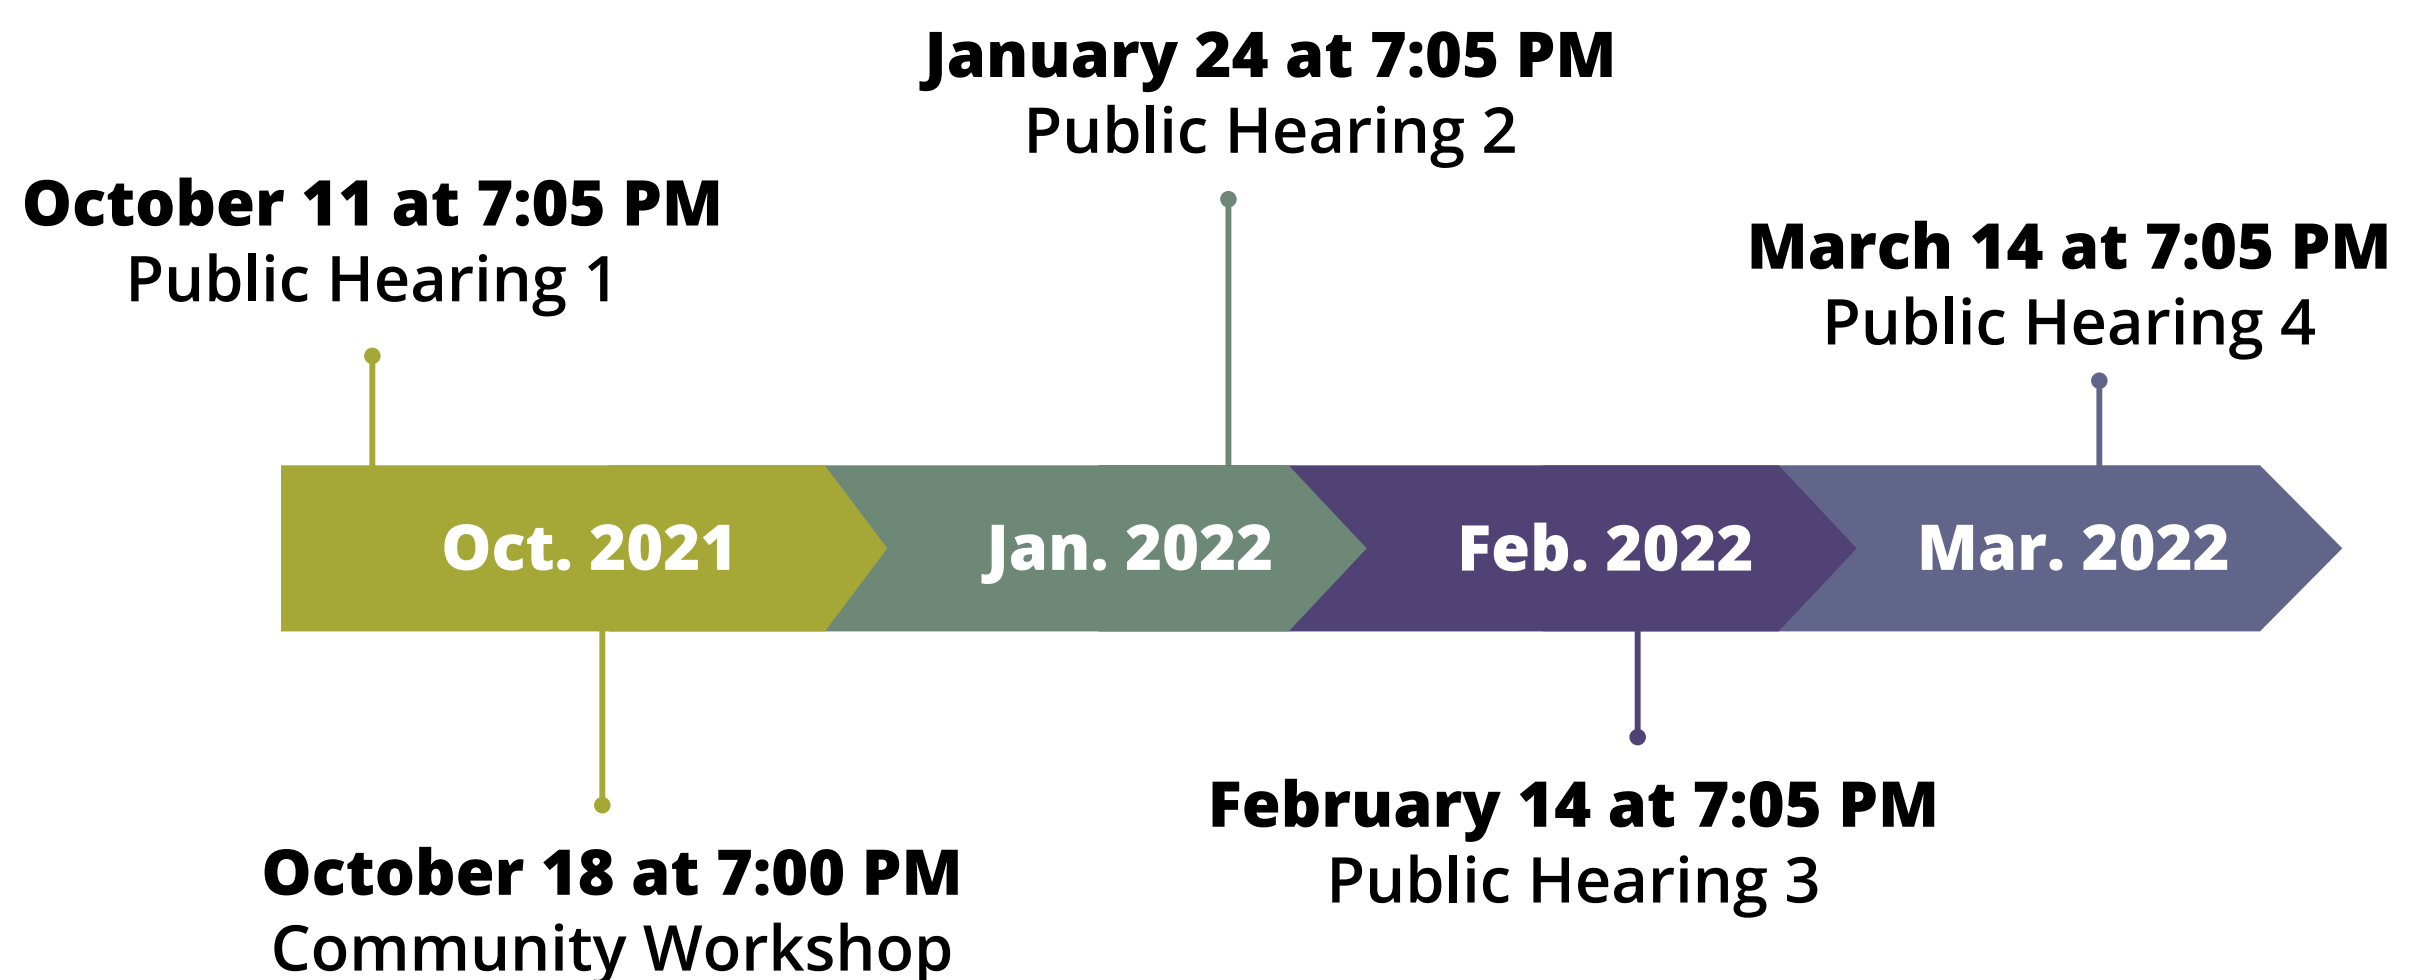 January 24 at 7:05 PM
Public Hearing 2
October 11 at 7:05 PM
Public Hearing 1
March 14 at 7:05 PM
Public Hearing 4
Oct. 2021
Jan. 2022
Feb. 2022
Mar. 2022
February 14 at 7:05 PM
Public Hearing 3
October 18 at 7:00 PM
Community Workshop